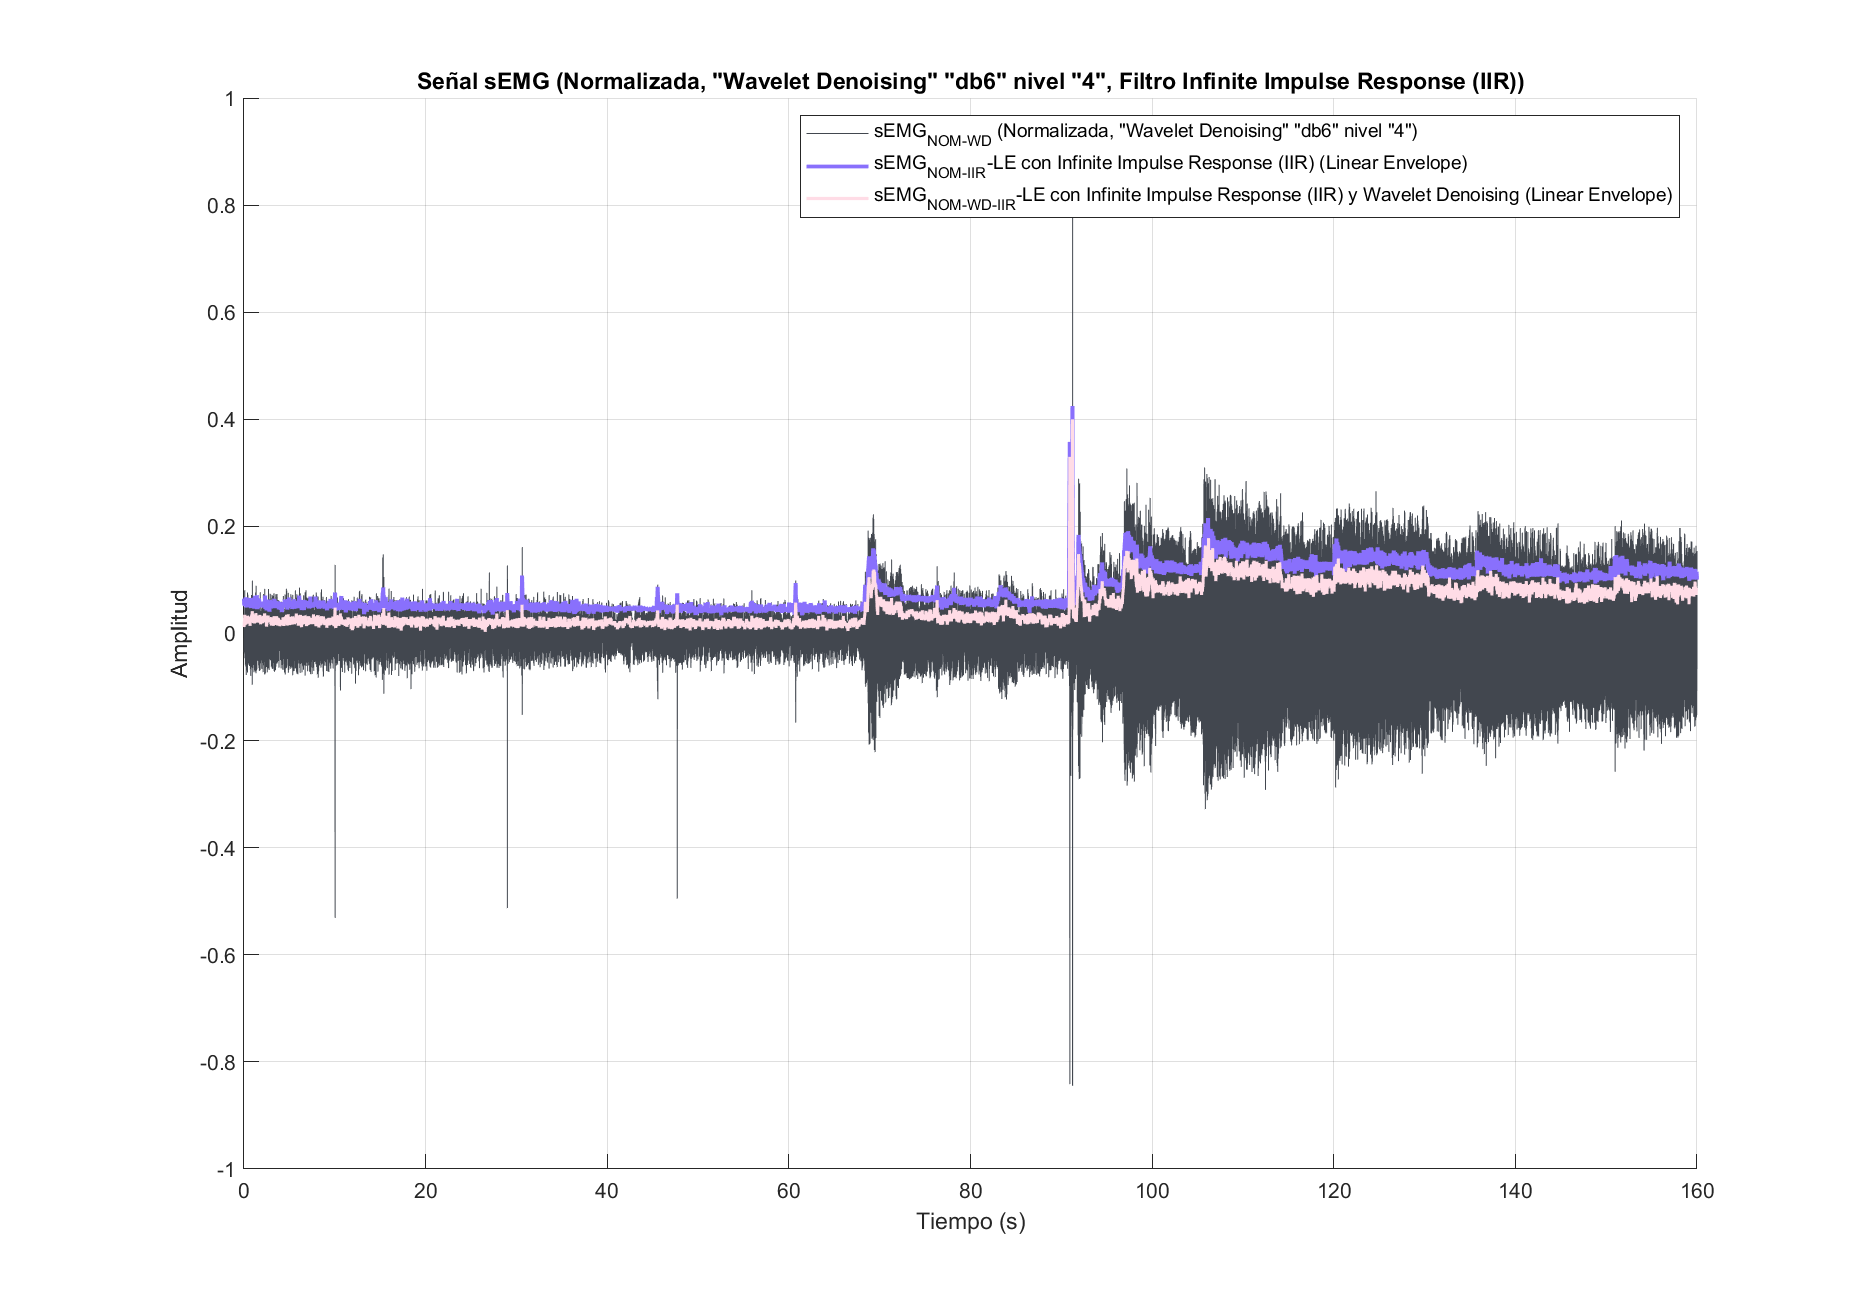 Señal sEMG (Normalizada, "Wavelet Denoising" "db6" nivel "4", Filtro Infinite Impulse Response (IIR))
sEMG_NOM-WD (Normalizada, "Wavelet Denoising" "db6" nivel "4")
sEMG_NOM-IIR-LE con Infinite Impulse Response (IIR) (Linear Envelope)
sEMG_NOM-WD-IIR-LE con Infinite Impulse Response (IIR) y Wavelet Denoising (Linear Envelope)
1
0.8
0.6
0.4
0.2
0
-0.2
-0.4
-0.6
-0.8
-1
Amplitud
0 20 40 60 80 100 120 140 160
Tiempo (s)